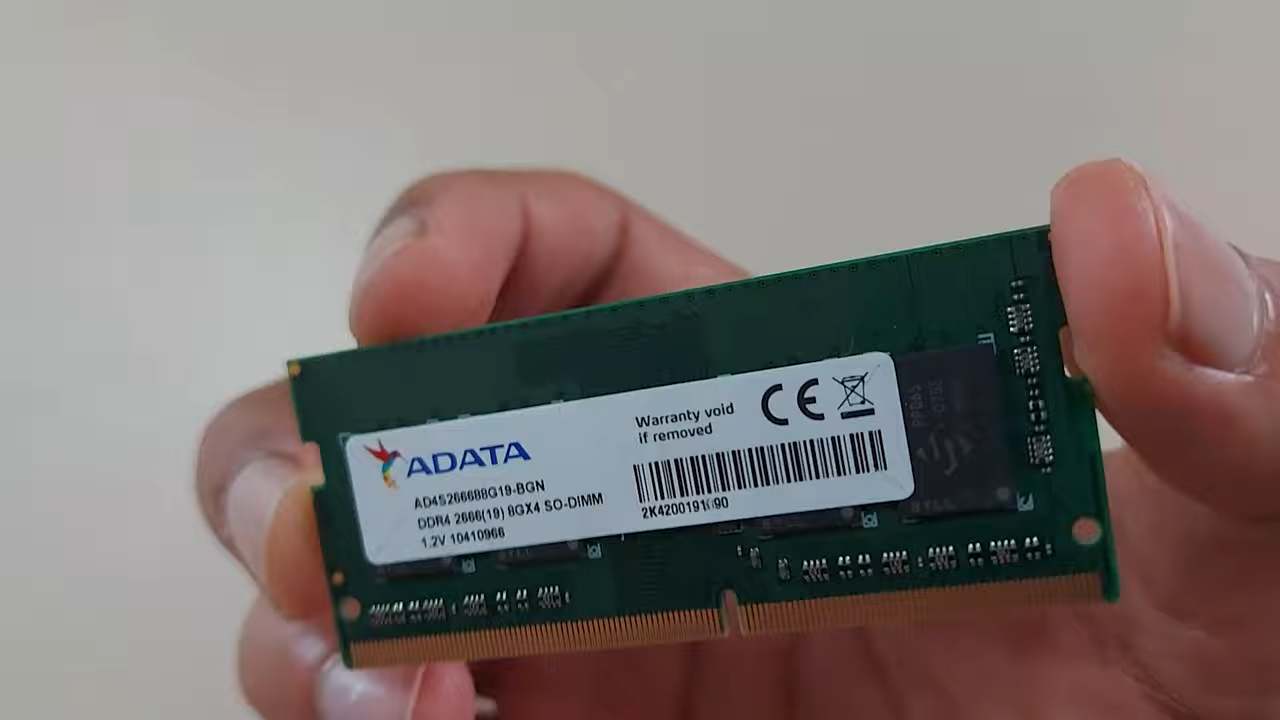 ADATA
AD4S266688G19-BGN
DDR4 2666(19) 8GX4 SO-DIMM
1.2V 10410966
Warranty void
if removed
CE